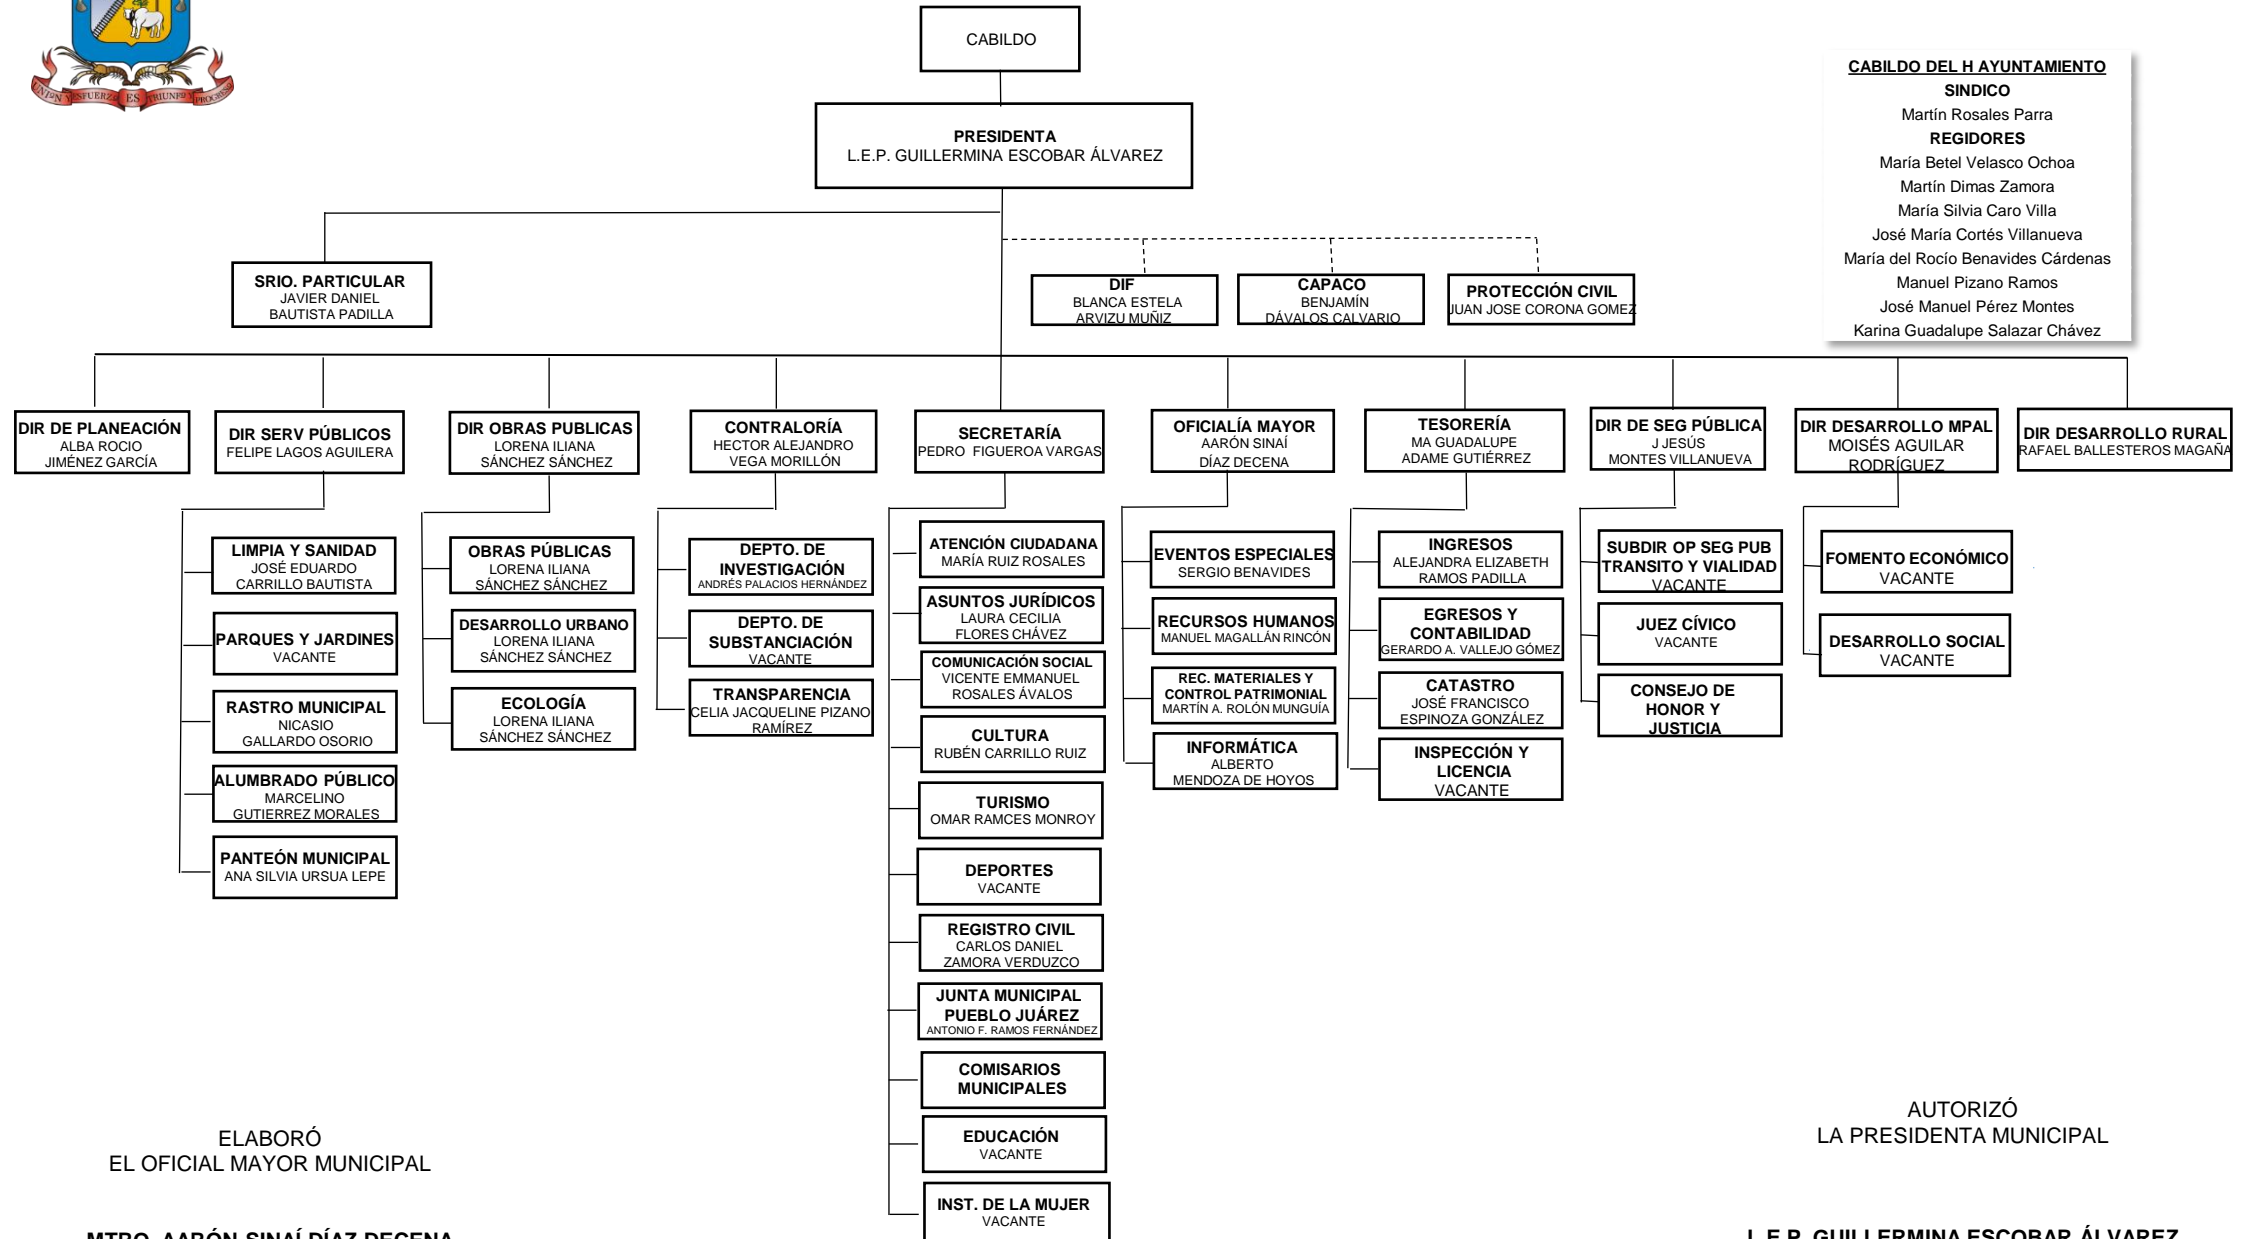 UNIÓN Y ESFUERZO ES TRIUNFO Y PROGRESO
CABILDO
PRESIDENTA
L.E.P. GUILLERMINA ESCOBAR ÁLVAREZ
CABILDO DEL H AYUNTAMIENTO
SINDICO
Martín Rosales Parra
REGIDORES
María Betel Velasco Ochoa
Martín Dimas Zamora
María Silvia Caro Villa
José María Cortés Villanueva
María del Rocío Benavides Cárdenas
Manuel Pizano Ramos
José Manuel Pérez Montes
Karina Guadalupe Salazar Chávez
SRIO. PARTICULAR
JAVIER DANIEL
BAUTISTA PADILLA
DIF
BLANCA ESTELA
ARVIZU MUÑIZ
CAPACO
BENJAMÍN
DÁVALOS CALVARIO
PROTECCIÓN CIVIL
JUAN JOSE CORONA GOMEZ
DIR DE PLANEACIÓN
ALBA ROCIO
JIMÉNEZ GARCÍA
DIR SERV PÚBLICOS
FELIPE LAGOS AGUILERA
DIR OBRAS PUBLICAS
LORENA ILIANA
SÁNCHEZ SÁNCHEZ
CONTRALORÍA
HECTOR ALEJANDRO
VEGA MORILLÓN
SECRETARÍA
PEDRO FIGUEROA VARGAS
OFICIALÍA MAYOR
AARÓN SINAÍ
DÍAZ DECENA
TESORERÍA
MA GUADALUPE
ADAME GUTIÉRREZ
DIR DE SEG PÚBLICA
J JESÚS
MONTES VILLANUEVA
DIR DESARROLLO MPAL
MOISÉS AGUILAR
RODRÍGUEZ
DIR DESARROLLO RURAL
RAFAEL BALLESTEROS MAGAÑA
LIMPIA Y SANIDAD
JOSÉ EDUARDO
CARRILLO BAUTISTA
PARQUES Y JARDINES
VACANTE
RASTRO MUNICIPAL
NICASIO
GALLARDO OSORIO
ALUMBRADO PÚBLICO
MARCELINO
GUTIERREZ MORALES
PANTEÓN MUNICIPAL
ANA SILVIA URSUA LEPE
OBRAS PÚBLICAS
LORENA ILIANA
SÁNCHEZ SÁNCHEZ
DESARROLLO URBANO
LORENA ILIANA
SÁNCHEZ SÁNCHEZ
ECOLOGÍA
LORENA ILIANA
SÁNCHEZ SÁNCHEZ
DEPTO. DE
INVESTIGACIÓN
ANDRÉS PALACIOS HERNÁNDEZ
DEPTO. DE
SUBSTANCIACIÓN
VACANTE
TRANSPARENCIA
CELIA JACQUELINE PIZANO
RAMÍREZ
ATENCIÓN CIUDADANA
MARÍA RUIZ ROSALES
ASUNTOS JURÍDICOS
LAURA CECILIA
FLORES CHÁVEZ
COMUNICACIÓN SOCIAL
VICENTE EMMANUEL
ROSALES ÁVALOS
CULTURA
RUBÉN CARRILLO RUIZ
TURISMO
OMAR RAMCES MONROY
DEPORTES
VACANTE
REGISTRO CIVIL
CARLOS DANIEL
ZAMORA VERDUZCO
JUNTA MUNICIPAL
PUEBLO JUÁREZ
ANTONIO F. RAMOS FERNÁNDEZ
COMISARIOS
MUNICIPALES
EDUCACIÓN
VACANTE
INST. DE LA MUJER
VACANTE
EVENTOS ESPECIALES
SERGIO BENAVIDES
RECURSOS HUMANOS
MANUEL MAGALLÁN RINCÓN
REC. MATERIALES Y
CONTROL PATRIMONIAL
MARTÍN A. ROLÓN MUNGUÍA
INFORMÁTICA
ALBERTO
MENDOZA DE HOYOS
INGRESOS
ALEJANDRA ELIZABETH
RAMOS PADILLA
EGRESOS Y
CONTABILIDAD
GERARDO A. VALLEJO GÓMEZ
CATASTRO
JOSÉ FRANCISCO
ESPINOZA GONZÁLEZ
INSPECCIÓN Y
LICENCIA
VACANTE
SUBDIR OP SEG PUB
TRANSITO Y VIALIDAD
VACANTE
JUEZ CÍVICO
VACANTE
CONSEJO DE
HONOR Y
JUSTICIA
FOMENTO ECONÓMICO
VACANTE
DESARROLLO SOCIAL
VACANTE
ELABORÓ
EL OFICIAL MAYOR MUNICIPAL
MTRO. AARÓN SINAÍ DÍAZ DECENA
AUTORIZÓ
LA PRESIDENTA MUNICIPAL
L.E.P. GUILLERMINA ESCOBAR ÁLVAREZ